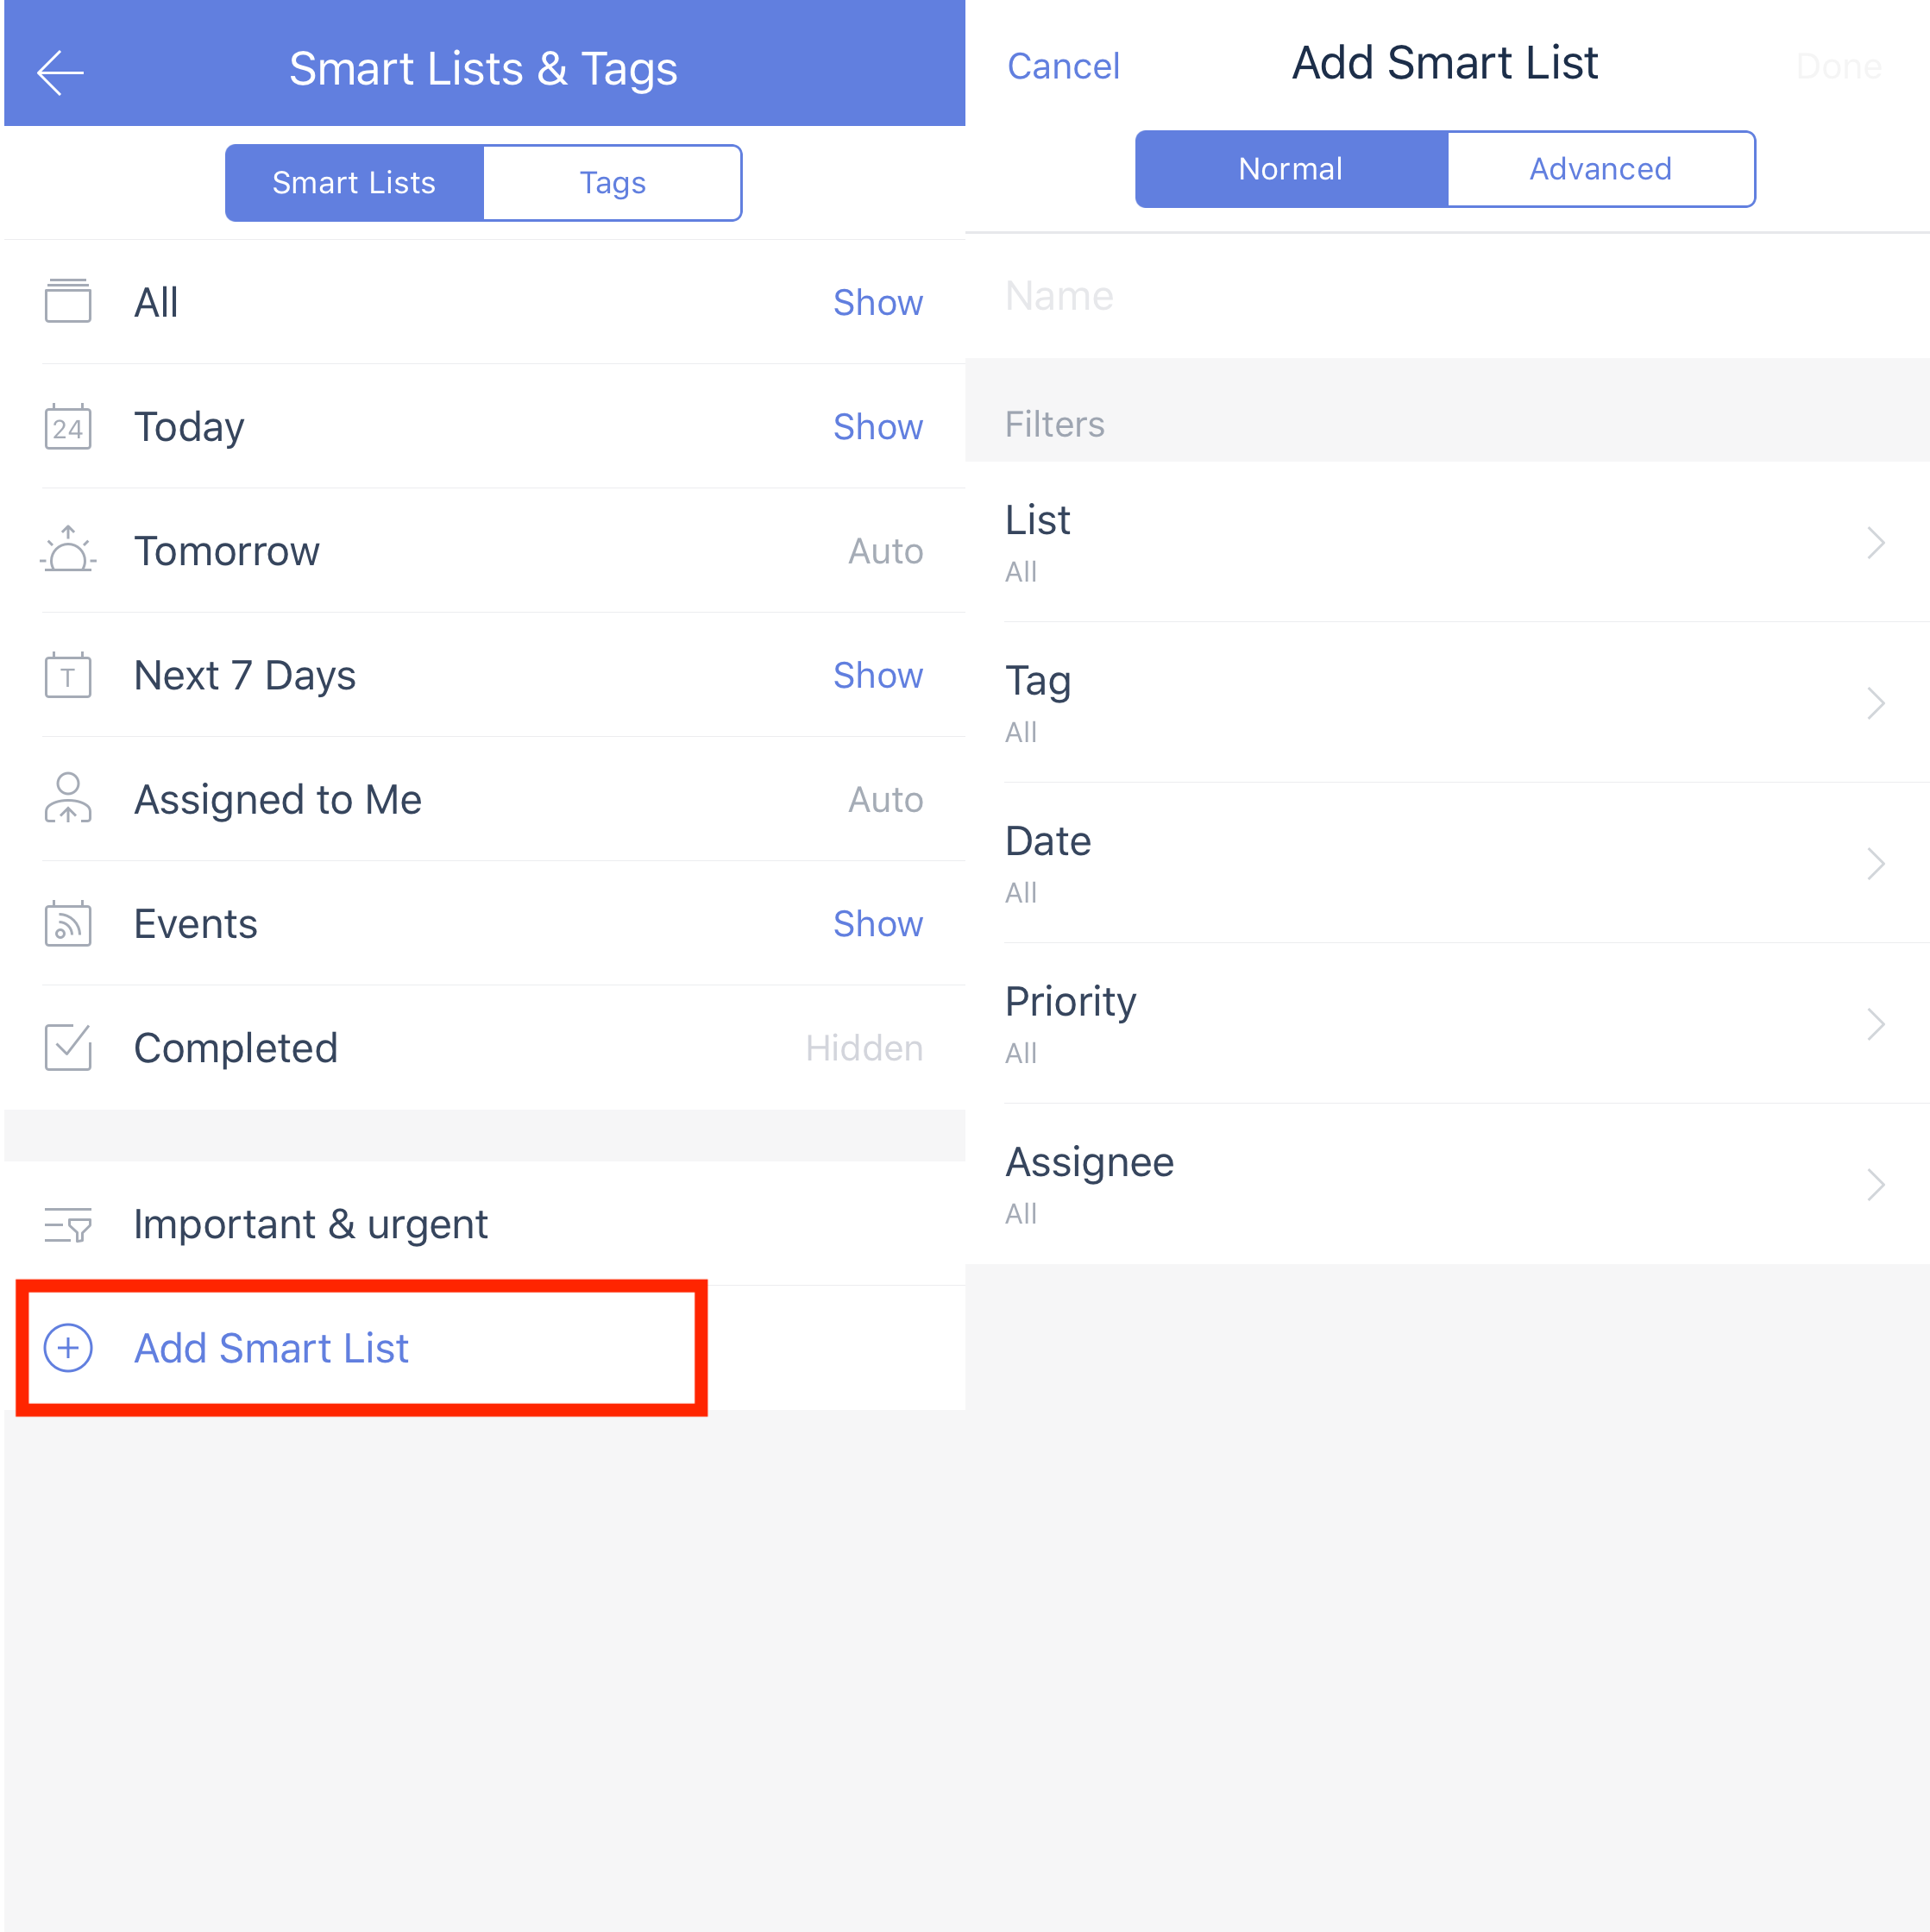 Smart Lists & Tags
Smart Lists Tags
All Show
24 Today Show
Tomorrow Auto
T Next 7 Days Show
Assigned to Me Auto
Events Show
Completed Hidden
Important & urgent
Add Smart List
Cancel Add Smart List Done
Normal Advanced
Name
Filters
List
All
Tag
All
Date
All
Priority
All
Assignee
All